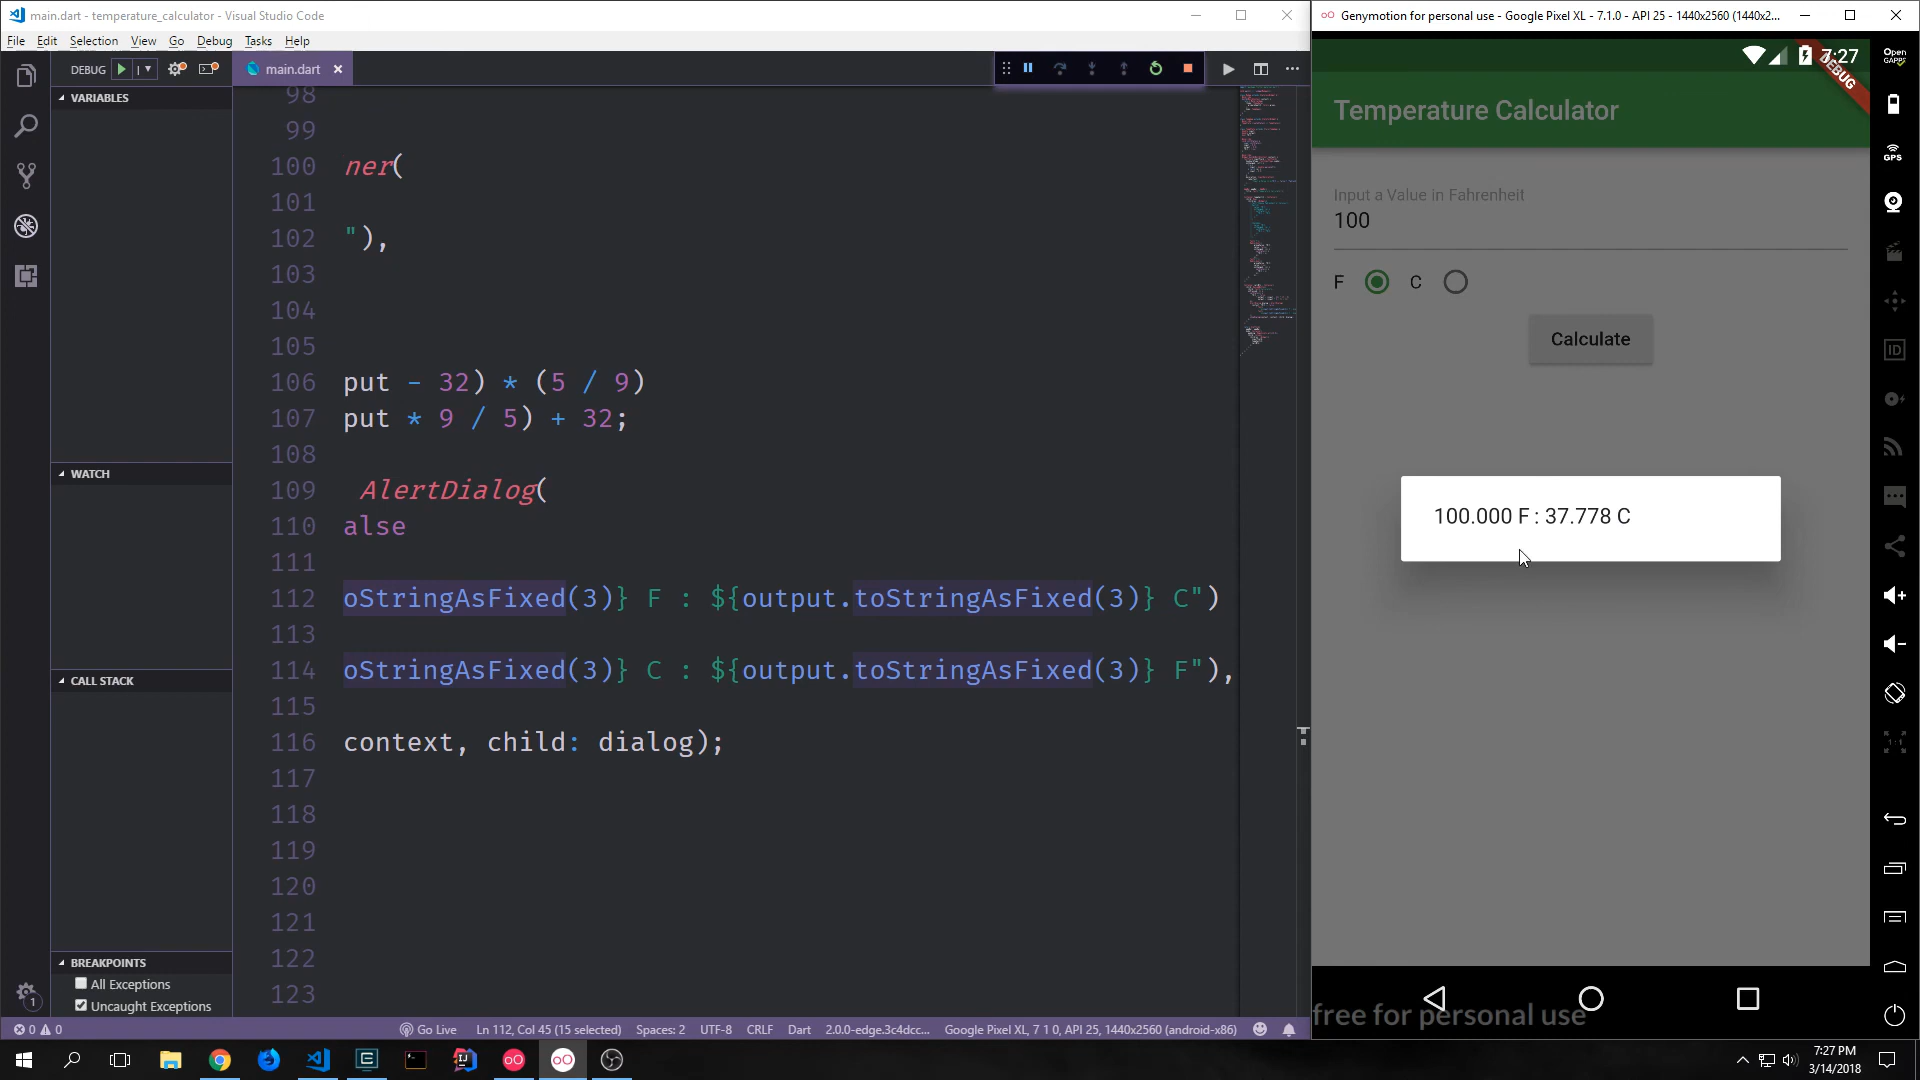 main.dart - temperature_calculator - Visual Studio Code
File Edit Selection View Go Debug Tasks Help
DEBUG
main.dart
VARIABLES
WATCH
CALL STACK
BREAKPOINTS
All Exceptions
Uncaught Exceptions
98
99
100 ner(
101
102 "),
103
104
105
106 put - 32) * (5 / 9)
107 put * 9 / 5) + 32;
108
109 AlertDialog(
110 alse
111
112 oStringAsFixed(3)} F : ${output.toStringAsFixed(3)} C")
113
114 oStringAsFixed(3)} C : ${output.toStringAsFixed(3)} F"),
115
116 context, child: dialog);
117
118
119
120
121
122
123
0 0 Go Live Ln 112, Col 45 (15 selected) Spaces: 2 UTF-8 CRLF Dart 2.0.0-edge.3c4dcc... Google Pixel XL, 7 1 0, API 25, 1440x2560 (android-x86)
1
Genymotion for personal use - Google Pixel XL - 7.1.0 - API 25 - 1440x2560 (1440x2...
7:27
DEBUG
Temperature Calculator
Input a Value in Fahrenheit
100
F C
Calculate
100.000 F : 37.778 C
free for personal use
Open
GAPPS
GPS
ID
1:1
7:27 PM
3/14/2018